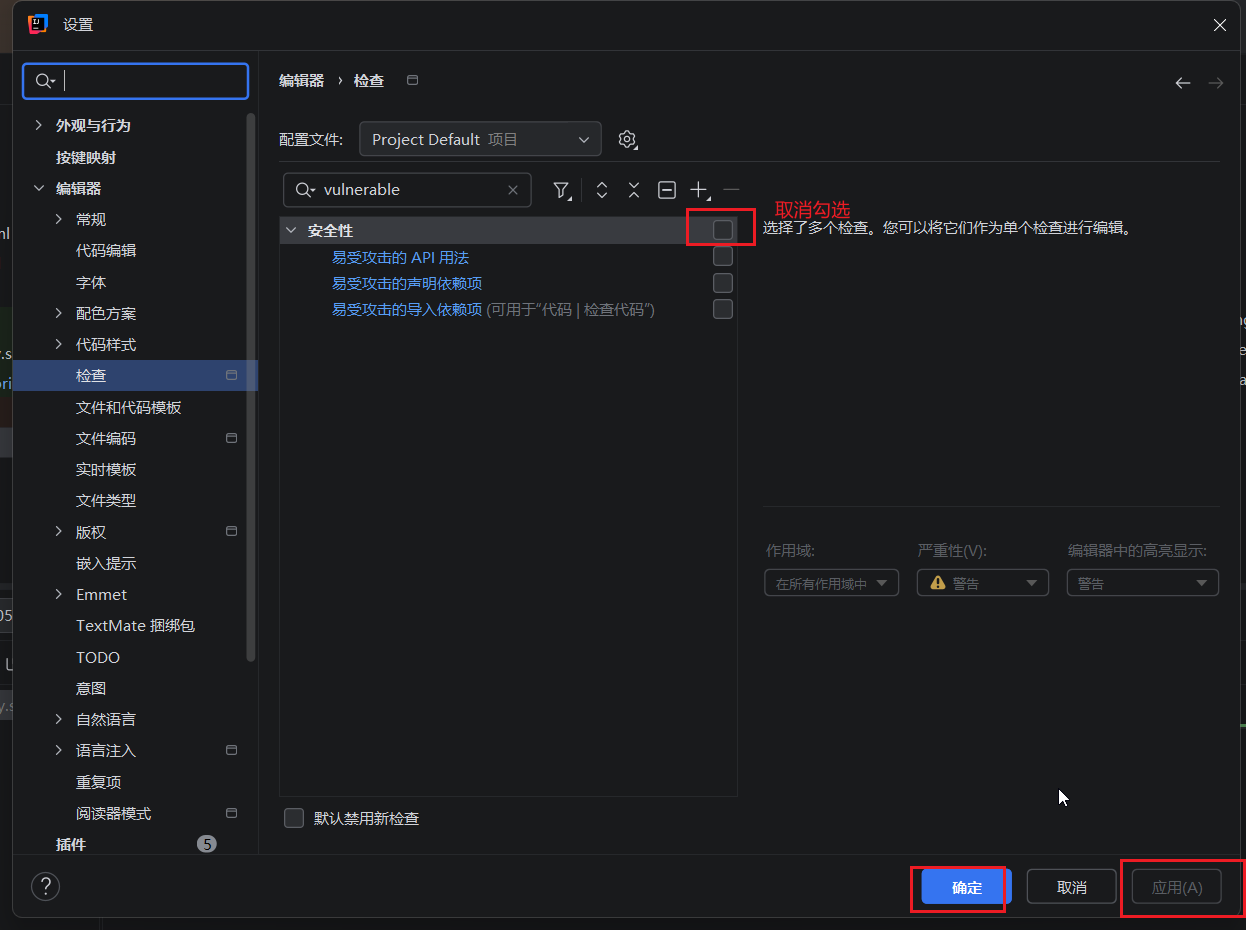 设置
编辑器 › 检查
外观与行为
按键映射
编辑器
常规
代码编辑
字体
配色方案
代码样式
检查
文件和代码模板
文件编码
实时模板
文件类型
版权
嵌入提示
Emmet
TextMate 捆绑包
TODO
意图
自然语言
语言注入
重复项
阅读器模式
插件 5
配置文件: Project Default 项目
vulnerable
取消勾选
安全性
选择了多个检查。您可以将它们作为单个检查进行编辑。
易受攻击的 API 用法
易受攻击的声明依赖项
易受攻击的导入依赖项 (可用于“代码 | 检查代码”)
作用域: 严重性(V): 编辑器中的高亮显示:
在所有作用域中 警告 警告
默认禁用新检查
? 确定 取消 应用(A)